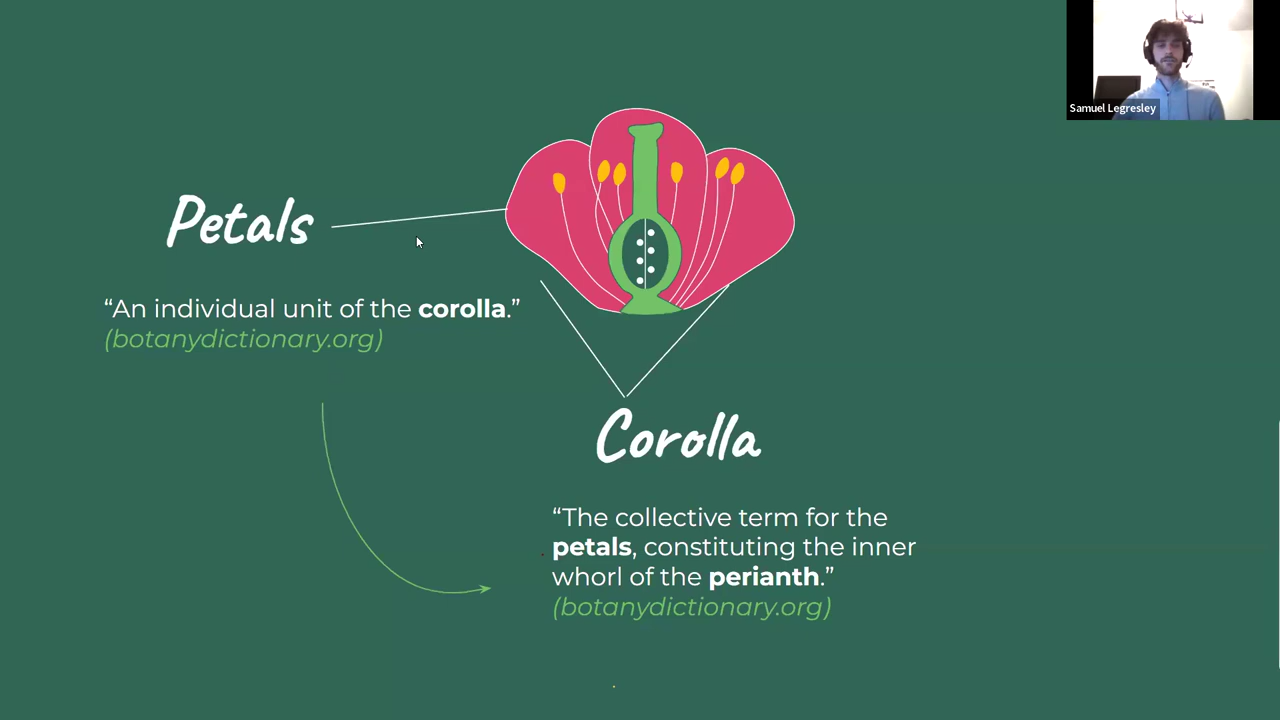 Samuel Legresley
Petals
“An individual unit of the corolla.”
(botanydictionary.org)
Corolla
“The collective term for the
petals, constituting the inner
whorl of the perianth.”
(botanydictionary.org)